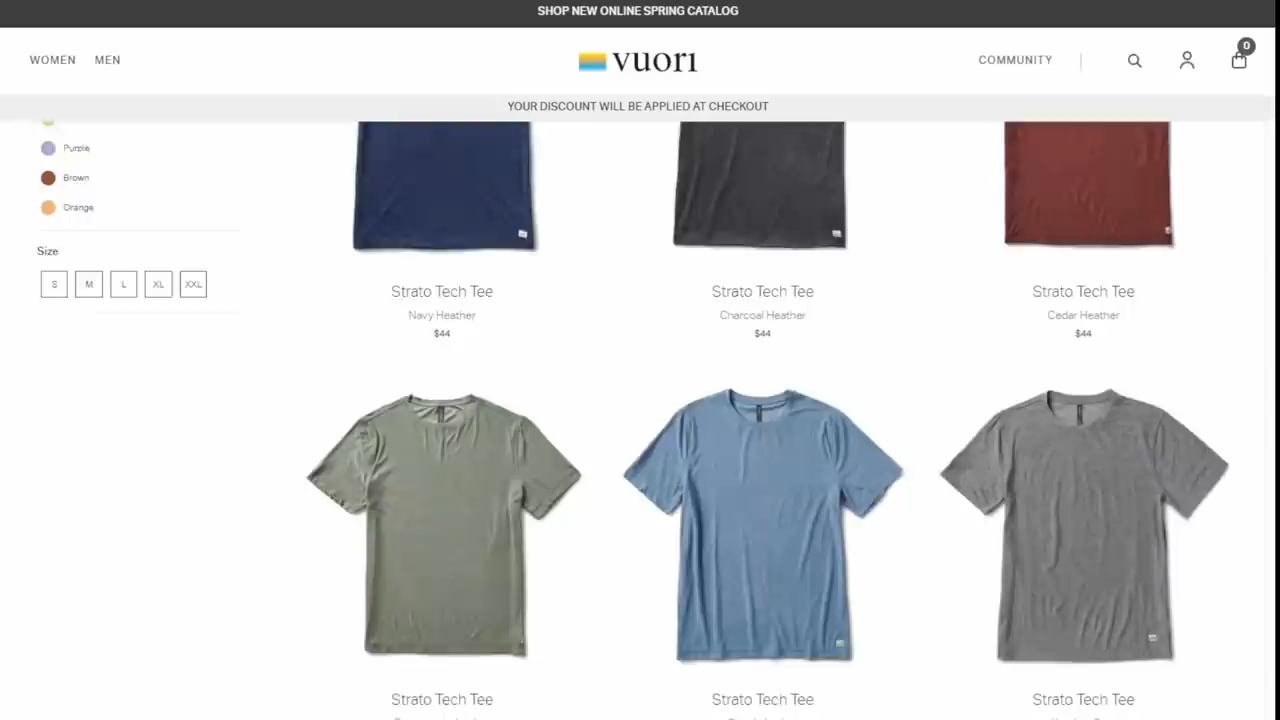 SHOP NEW ONLINE SPRING CATALOG
WOMEN MEN vuori COMMUNITY 0
YOUR DISCOUNT WILL BE APPLIED AT CHECKOUT
Purple
Brown
Orange
Size
S M L XL XXL
Strato Tech Tee Strato Tech Tee Strato Tech Tee
Navy Heather Charcoal Heather Cedar Heather
$44 $44 $44
Strato Tech Tee Strato Tech Tee Strato Tech Tee